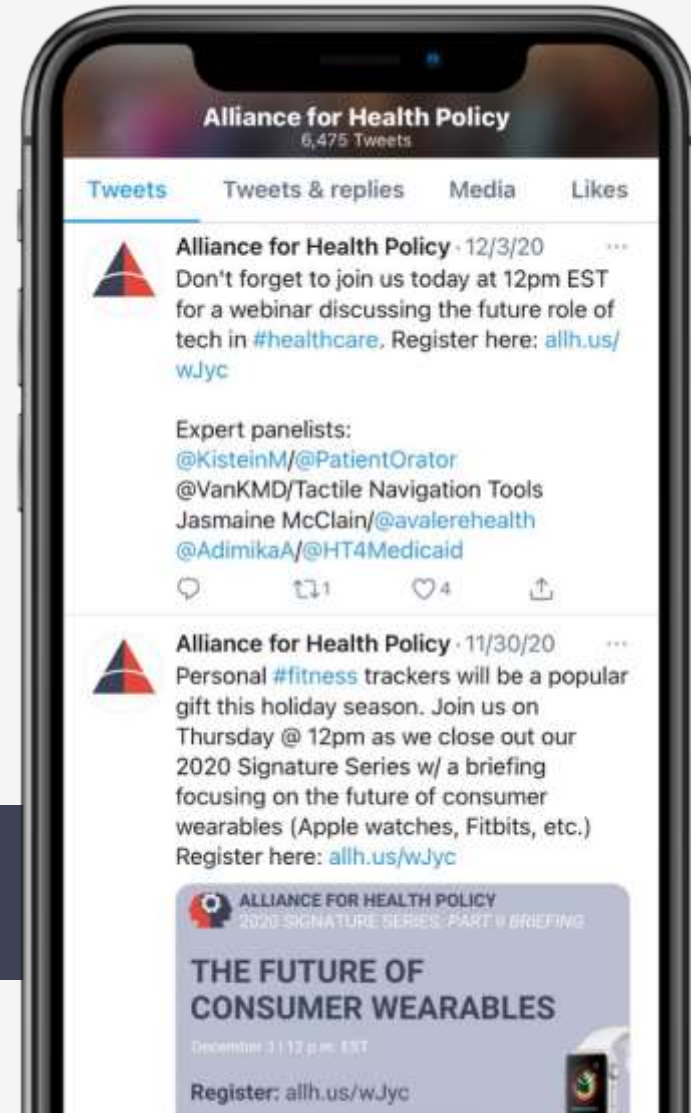 Alliance for Health Policy
6,475 Tweets
Tweets Tweets & replies Media Likes
Alliance for Health Policy · 12/3/20 ...
Don't forget to join us today at 12pm EST
for a webinar discussing the future role of
tech in #healthcare. Register here: allh.us/
wJyc
Expert panelists:
@KisteinM/@PatientOrator
@VanKMD/Tactile Navigation Tools
Jasmaine McClain/@avalerehealth
@AdimikaA/@HT4Medicaid
1 4
Alliance for Health Policy · 11/30/20 ...
Personal #fitness trackers will be a popular
gift this holiday season. Join us on
Thursday @ 12pm as we close out our
2020 Signature Series w/ a briefing
focusing on the future of consumer
wearables (Apple watches, Fitbits, etc.)
Register here: allh.us/wJyc
ALLIANCE FOR HEALTH POLICY
2020 SIGNATURE SERIES: PART II BRIEFING
THE FUTURE OF
CONSUMER WEARABLES
December 3 | 12 p.m. EST
Register: allh.us/wJyc